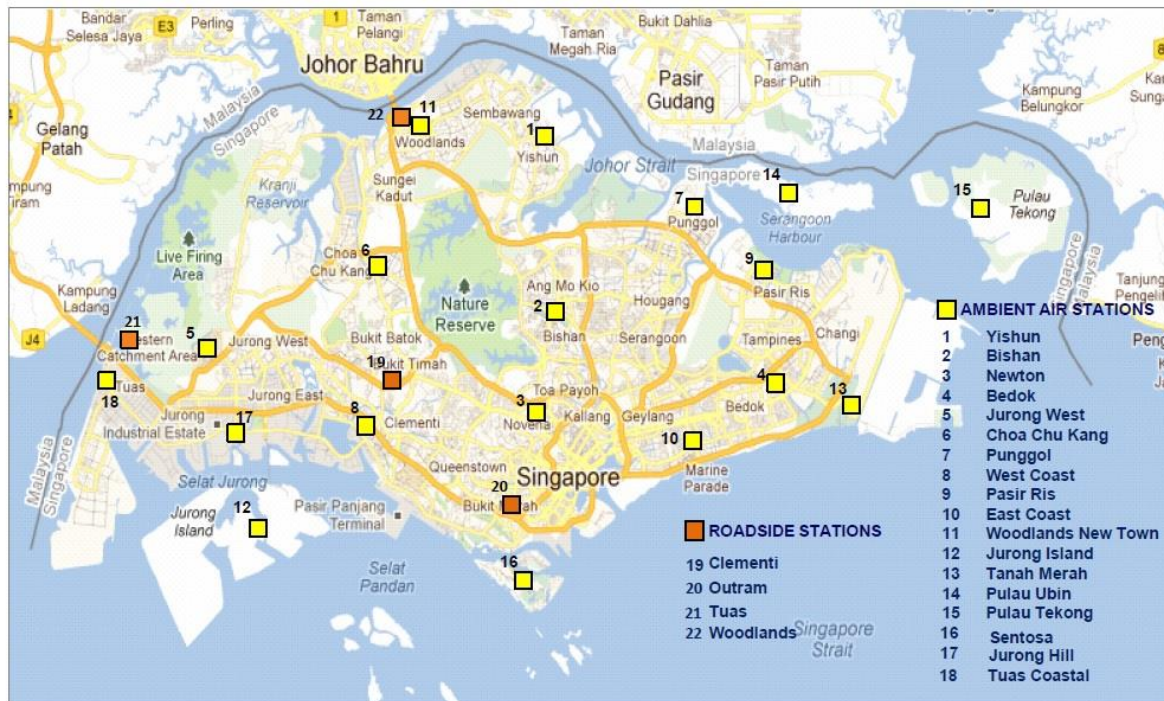 Bandar
Selesa Jaya
Perling
E3
1
Taman
Pelangi
Johor Bahru
Taman
Megah Ria
Bukit Dahlia
Taman
Pasir Putih
Pasir
Gudang
Kampung
Belungkor
8
Gelang
Patah
Malaysia
Singapore
22
11
Woodlands
Sembawang
1
Yishun
Johor Strait
Malaysia
Singapore
14
Serangoon
Harbour
15
Pulau
Tekong
Kranji
Reservoir
Sungei
Kadut
7
Punggol
Live Firing
Area
6
Choa
Chu Kang
Nature
Reserve
Ang Mo Kio
2
Bishan
Hougang
Serangoon
9
Pasir Ris
Singapore
Malaysia
Kampung
Ladang
J4
21
Western
Catchment Area
5
Jurong West
Bukit Batok
19
Bukit Timah
Tampines
Changi
Tuas
18
Jurong East
Jurong
Industrial Estate
17
8
Clementi
Toa Payoh
3
Novena
Kallang
Geylang
4
Bedok
13
10
Marine
Parade
Malaysia
Singapore
Selat Jurong
Queenstown
Singapore
20
Bukit Merah
Jurong
Island
12
Pasir Panjang
Terminal
Selat
Pandan
16
Singapore
Strait
ROADSIDE STATIONS
19 Clementi
20 Outram
21 Tuas
22 Woodlands
AMBIENT AIR STATIONS
1 Yishun
2 Bishan
3 Newton
4 Bedok
5 Jurong West
6 Choa Chu Kang
7 Punggol
8 West Coast
9 Pasir Ris
10 East Coast
11 Woodlands New Town
12 Jurong Island
13 Tanah Merah
14 Pulau Ubin
15 Pulau Tekong
16 Sentosa
17 Jurong Hill
18 Tuas Coastal